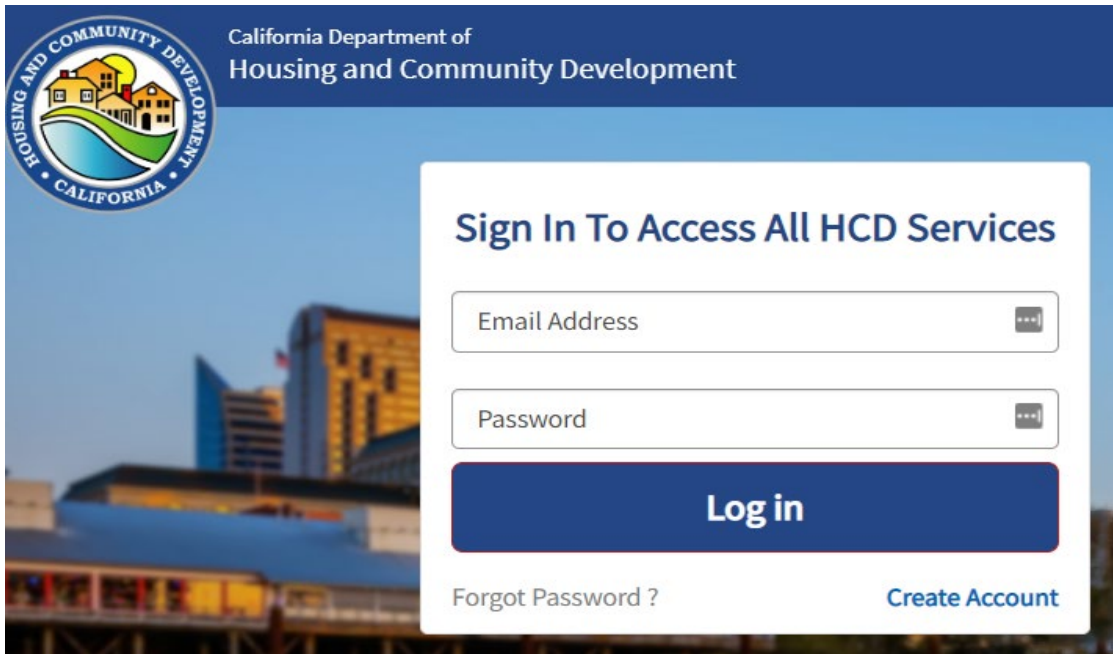 HOUSING AND COMMUNITY DEVELOPMENT
• CALIFORNIA •
California Department of
Housing and Community Development
Sign In To Access All HCD Services
Email Address
Password
Log in
Forgot Password ?
Create Account